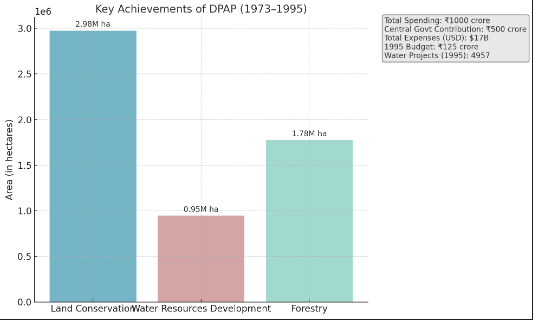 Key Achievements of DPAP (1973–1995)
1e6
Total Spending: ₹1000 crore
Central Govt Contribution: ₹500 crore
Total Expenses (USD): $17B
1995 Budget: ₹125 crore
Water Projects (1995): 4957
3.0
2.98M ha
2.5
2.0
1.78M ha
1.5
1.0
0.95M ha
0.5
0.0
Area (in hectares)
Land Conservation
Water Resources Development
Forestry